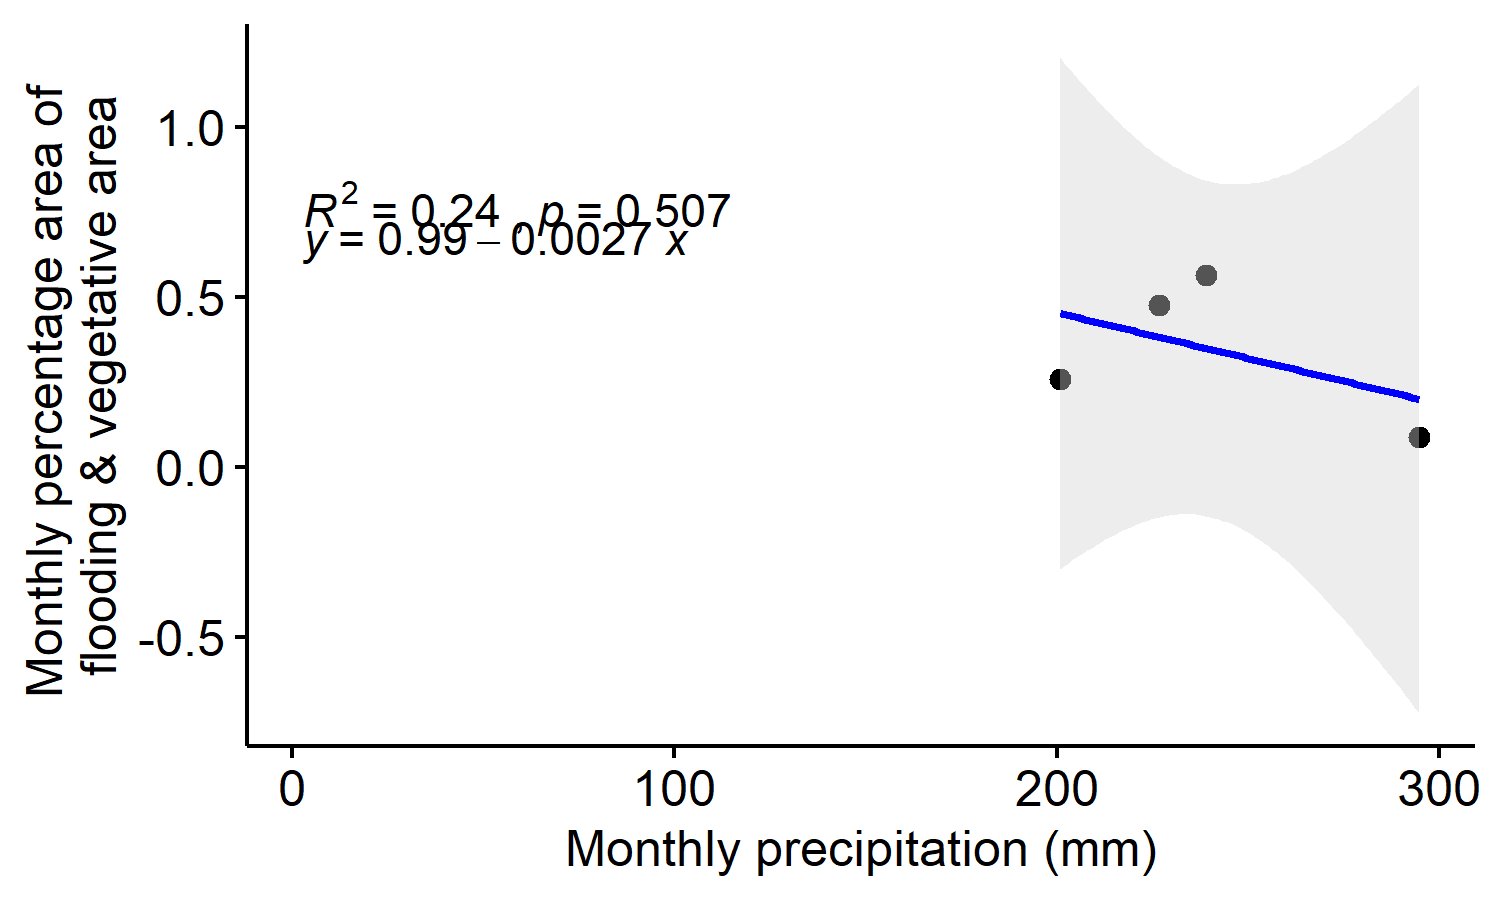 Monthly percentage area of
flooding & vegetative area
1.0
0.5
0.0
-0.5
R² = 0.24 , p = 0.507
y = 0.99 − 0.0027 x
0 100 200 300
Monthly precipitation (mm)